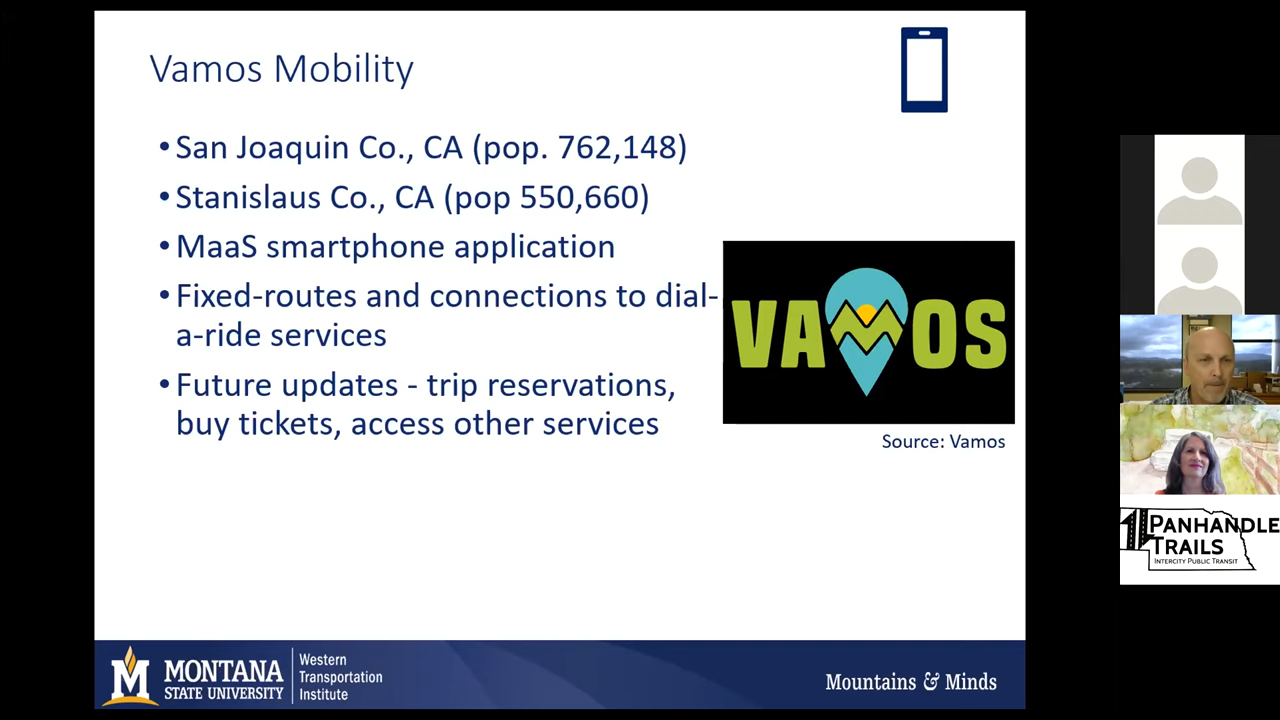 Vamos Mobility
•San Joaquin Co., CA (pop. 762,148)
•Stanislaus Co., CA (pop 550,660)
•MaaS smartphone application
•Fixed-routes and connections to dial-
a-ride services
•Future updates - trip reservations,
buy tickets, access other services
VAMOS
Source: Vamos
PANHANDLE
TRAILS
INTERCITY PUBLIC TRANSIT
M
MONTANA
STATE UNIVERSITY
Western
Transportation
Institute
Mountains & Minds